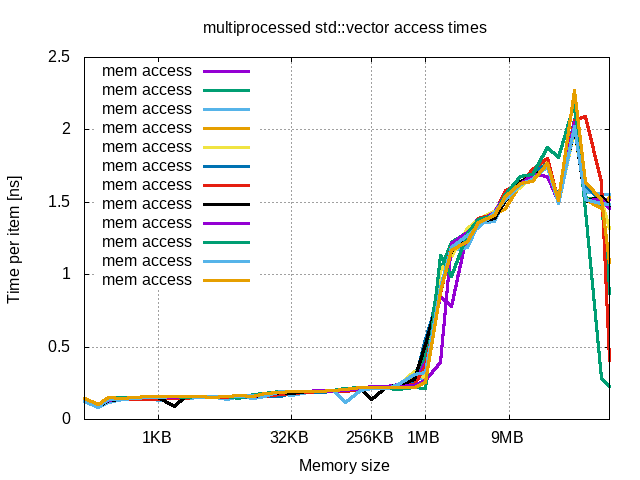 multiprocessed std::vector access times
2.5
2
1.5
1
0.5
0
Time per item [ns]
mem access
mem access
mem access
mem access
mem access
mem access
mem access
mem access
mem access
mem access
mem access
mem access
1KB 32KB 256KB 1MB 9MB
Memory size